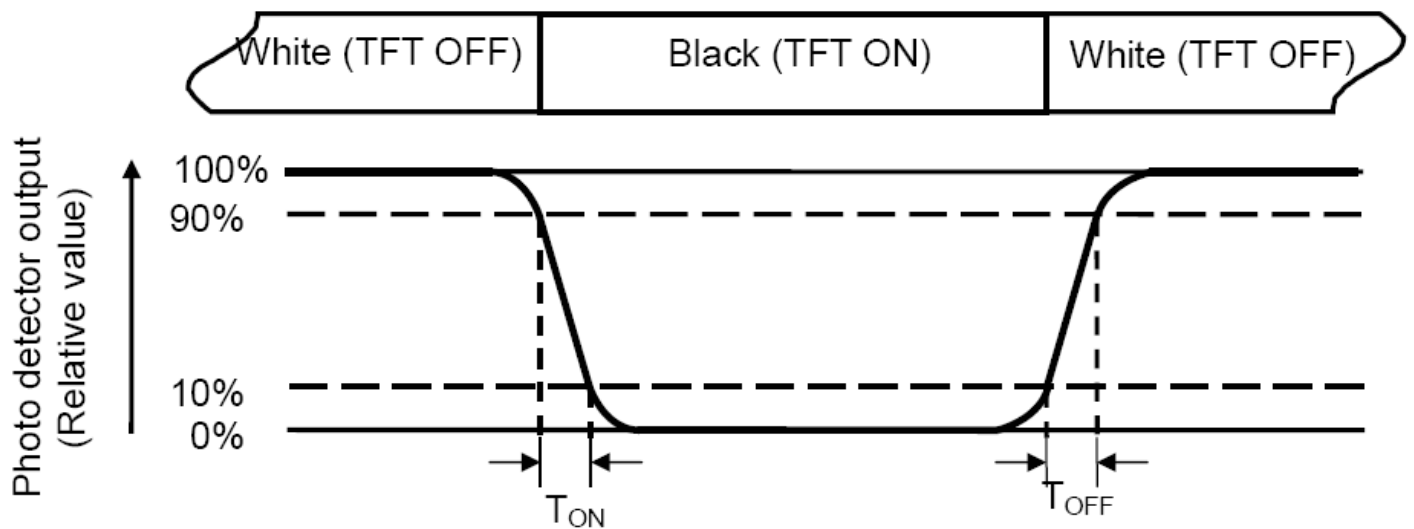 White (TFT OFF)
Black (TFT ON)
White (TFT OFF)
Photo detector output
(Relative value)
100%
90%
10%
0%
TON
TOFF